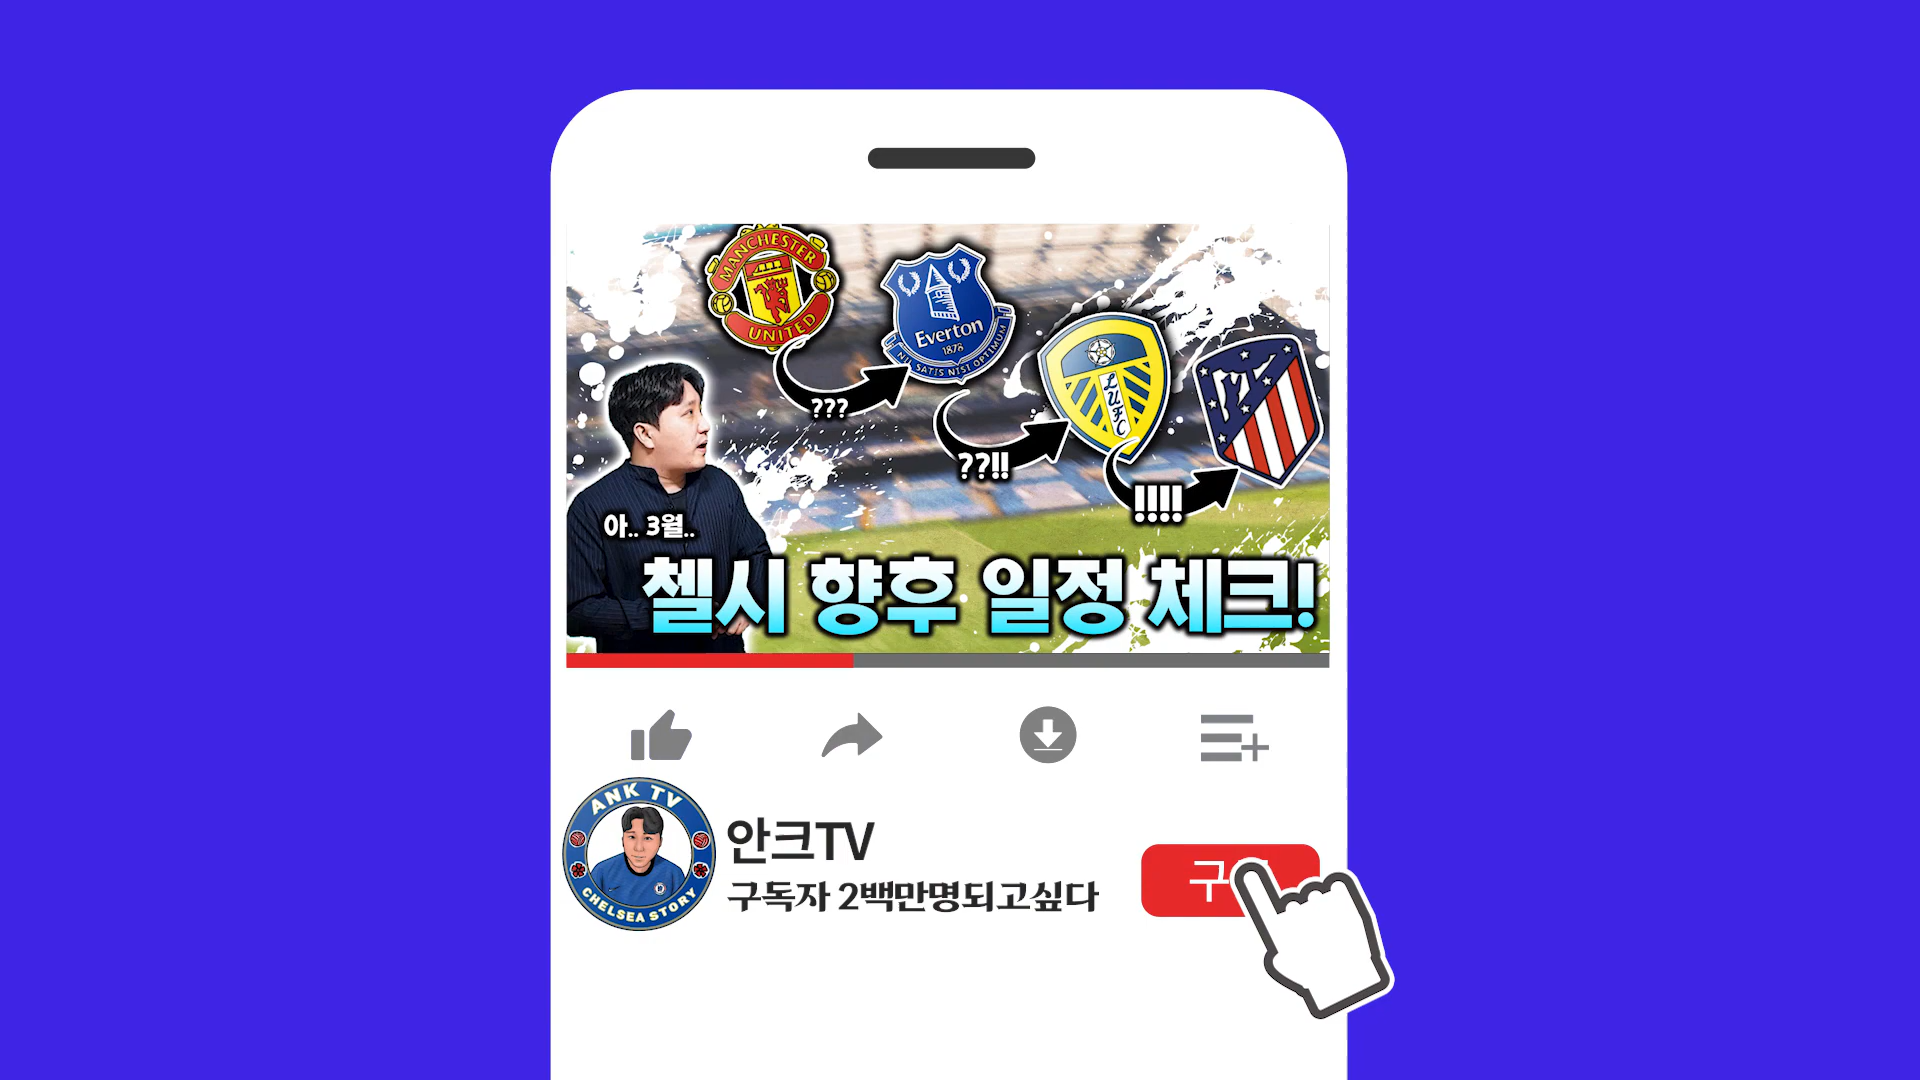 MANCHESTER
UNITED
Everton
1878
NIL SATIS NISI OPTIMUM
LUFC
???
??!!
!!!!
아.. 3월..
첼시 향후 일정 체크!
ANK TV
CHELSEA STORY
안크TV
구독자 2백만명되고싶다
구